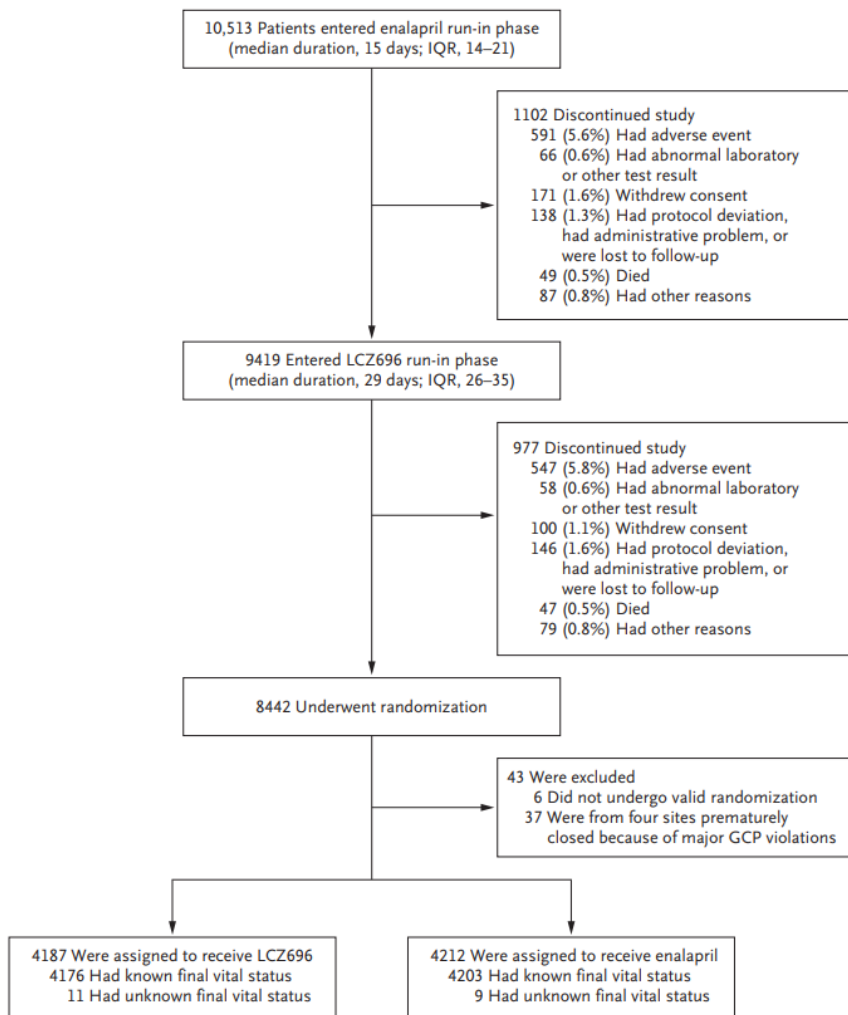 10,513 Patients entered enalapril run-in phase
(median duration, 15 days; IQR, 14–21)
1102 Discontinued study
591 (5.6%) Had adverse event
66 (0.6%) Had abnormal laboratory
or other test result
171 (1.6%) Withdrew consent
138 (1.3%) Had protocol deviation,
had administrative problem, or
were lost to follow-up
49 (0.5%) Died
87 (0.8%) Had other reasons
9419 Entered LCZ696 run-in phase
(median duration, 29 days; IQR, 26–35)
977 Discontinued study
547 (5.8%) Had adverse event
58 (0.6%) Had abnormal laboratory
or other test result
100 (1.1%) Withdrew consent
146 (1.6%) Had protocol deviation,
had administrative problem, or
were lost to follow-up
47 (0.5%) Died
79 (0.8%) Had other reasons
8442 Underwent randomization
43 Were excluded
6 Did not undergo valid randomization
37 Were from four sites prematurely
closed because of major GCP violations
4187 Were assigned to receive LCZ696
4176 Had known final vital status
11 Had unknown final vital status
4212 Were assigned to receive enalapril
4203 Had known final vital status
9 Had unknown final vital status